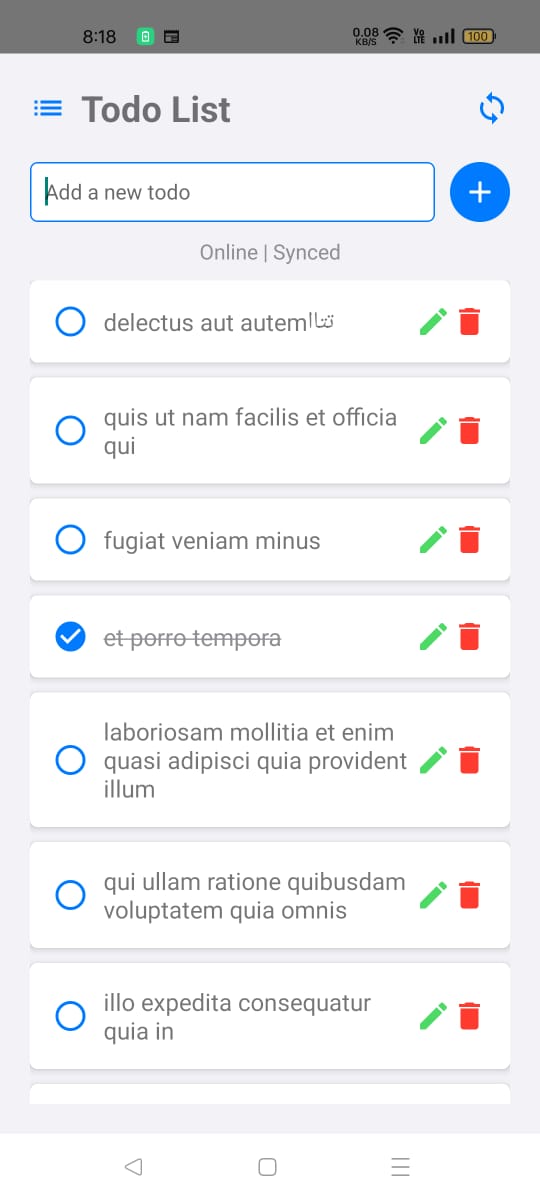 8:18
0.08
KB/S
Vo
LTE
100
Todo List
Add a new todo
Online | Synced
delectus aut autemتتاا
quis ut nam facilis et officia
qui
fugiat veniam minus
et porro tempora
laboriosam mollitia et enim
quasi adipisci quia provident
illum
qui ullam ratione quibusdam
voluptatem quia omnis
illo expedita consequatur
quia in